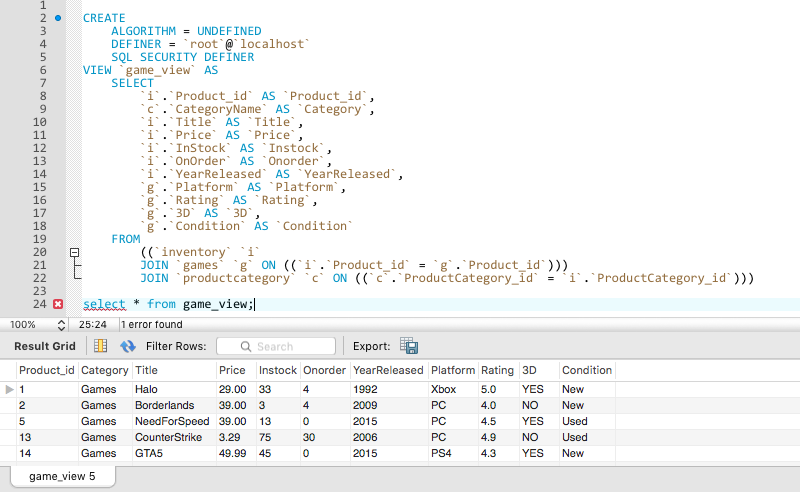 1
2 CREATE
3 ALGORITHM = UNDEFINED
4 DEFINER = `root`@`localhost`
5 SQL SECURITY DEFINER
6 VIEW `game_view` AS
7 SELECT
8 `i`.`Product_id` AS `Product_id`,
9 `c`.`CategoryName` AS `Category`,
10 `i`.`Title` AS `Title`,
11 `i`.`Price` AS `Price`,
12 `i`.`InStock` AS `Instock`,
13 `i`.`OnOrder` AS `Onorder`,
14 `i`.`YearReleased` AS `YearReleased`,
15 `g`.`Platform` AS `Platform`,
16 `g`.`Rating` AS `Rating`,
17 `g`.`3D` AS `3D`,
18 `g`.`Condition` AS `Condition`
19 FROM
20 ((`inventory` `i`
21 JOIN `games` `g` ON ((`i`.`Product_id` = `g`.`Product_id`)))
22 JOIN `productcategory` `c` ON ((`c`.`ProductCategory_id` = `i`.`ProductCategory_id`)))
23
24 select * from game_view;
100% 25:24 1 error found
Result Grid Filter Rows: Search Export:
Product_id Category Title Price Instock Onorder YearReleased Platform Rating 3D Condition
1 Games Halo 29.00 33 4 1992 Xbox 5.0 YES New
2 Games Borderlands 39.00 3 4 2009 PC 4.0 NO New
5 Games NeedForSpeed 39.00 13 0 2015 PC 4.5 YES Used
13 Games CounterStrike 3.29 75 30 2006 PC 4.9 NO Used
14 Games GTA5 49.99 45 0 2015 PS4 4.3 YES New
game_view 5